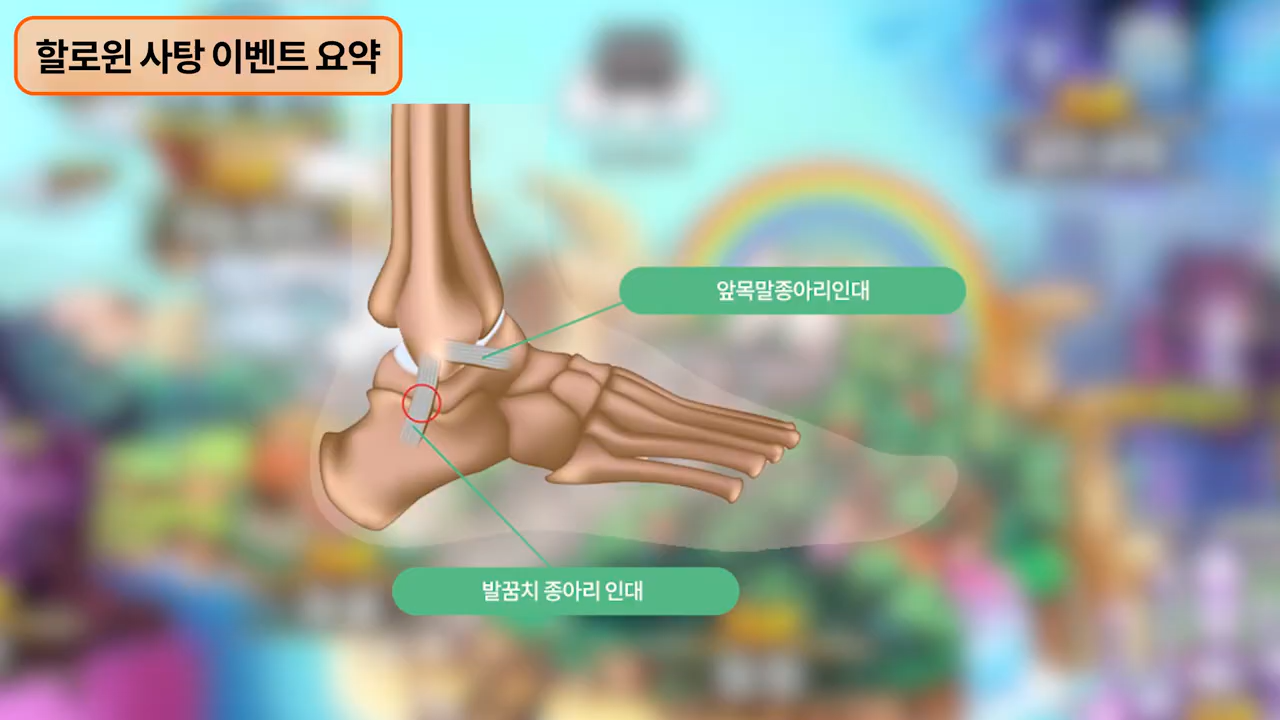 할로윈 사탕 이벤트 요약
앞목말종아리인대
발꿈치 종아리 인대